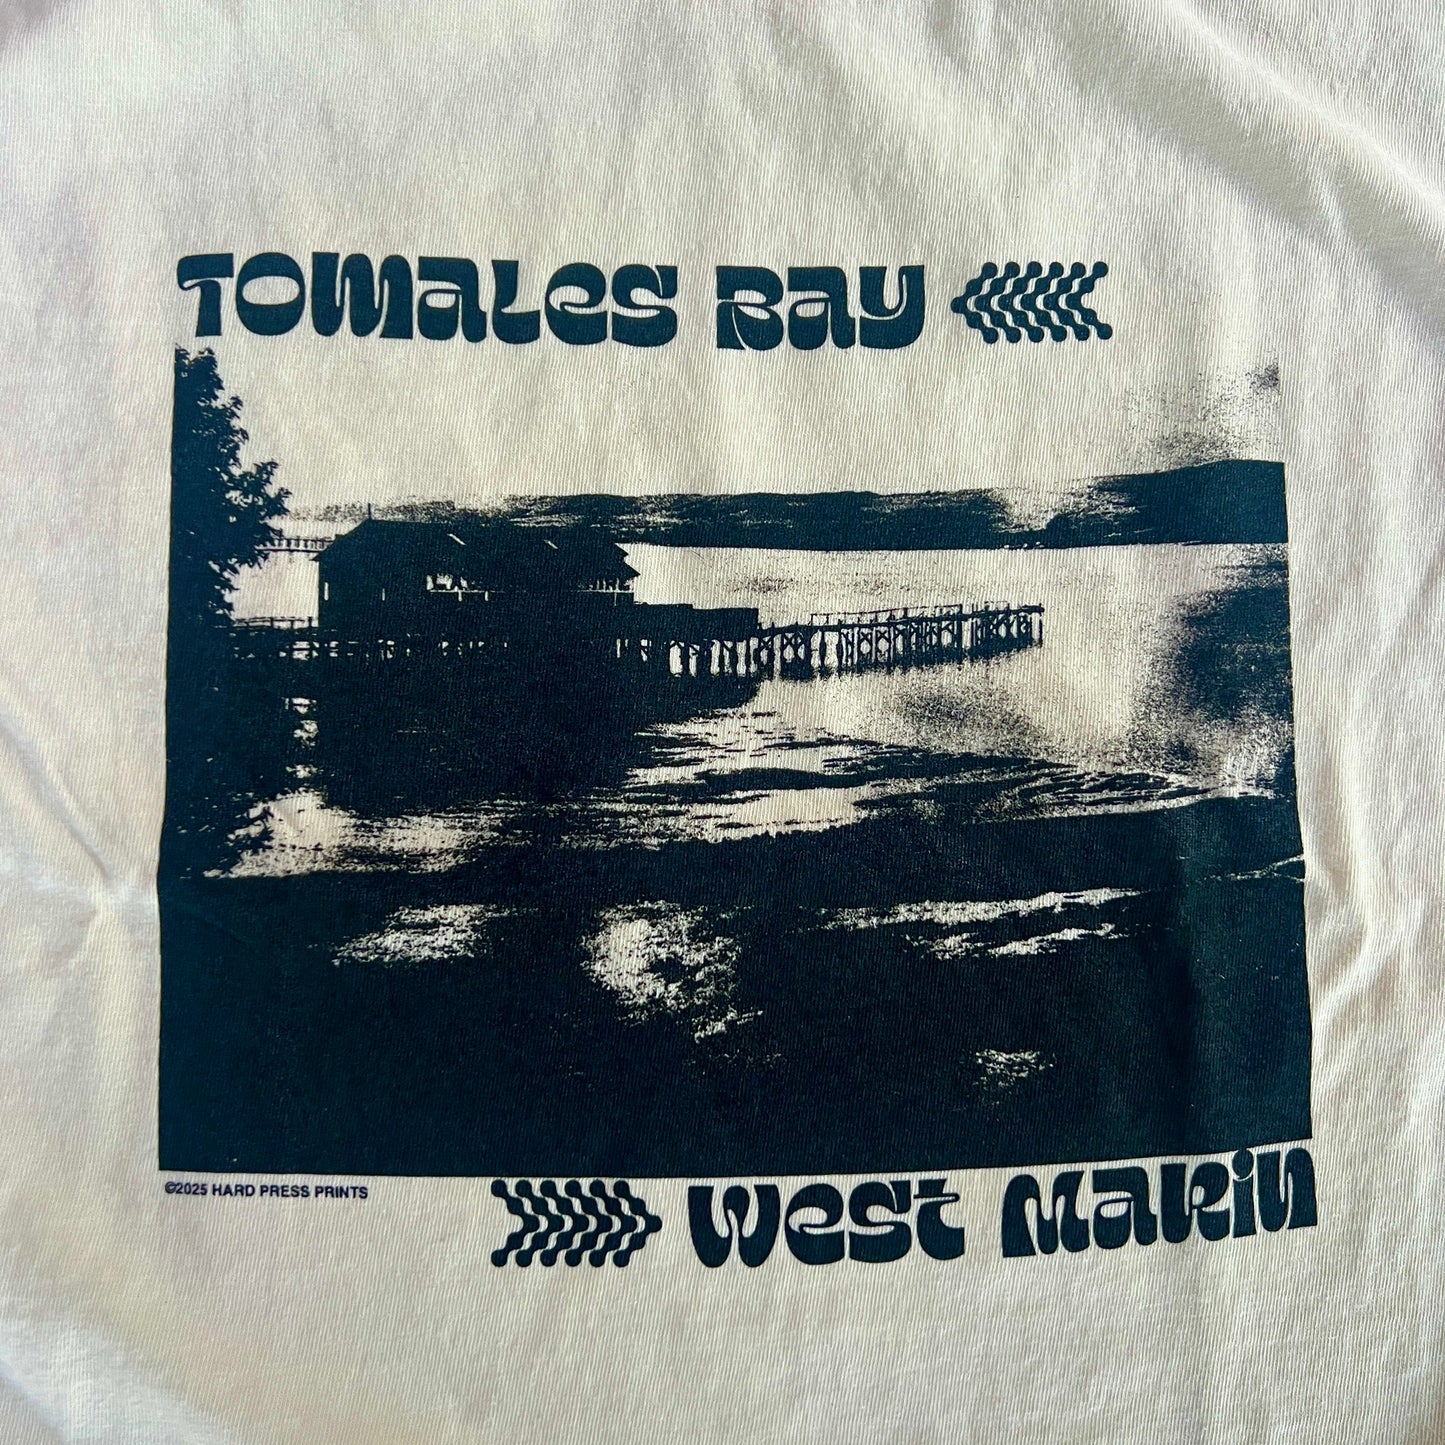 Tomales Bay
©2025 HARD PRESS PRINTS
West Marin